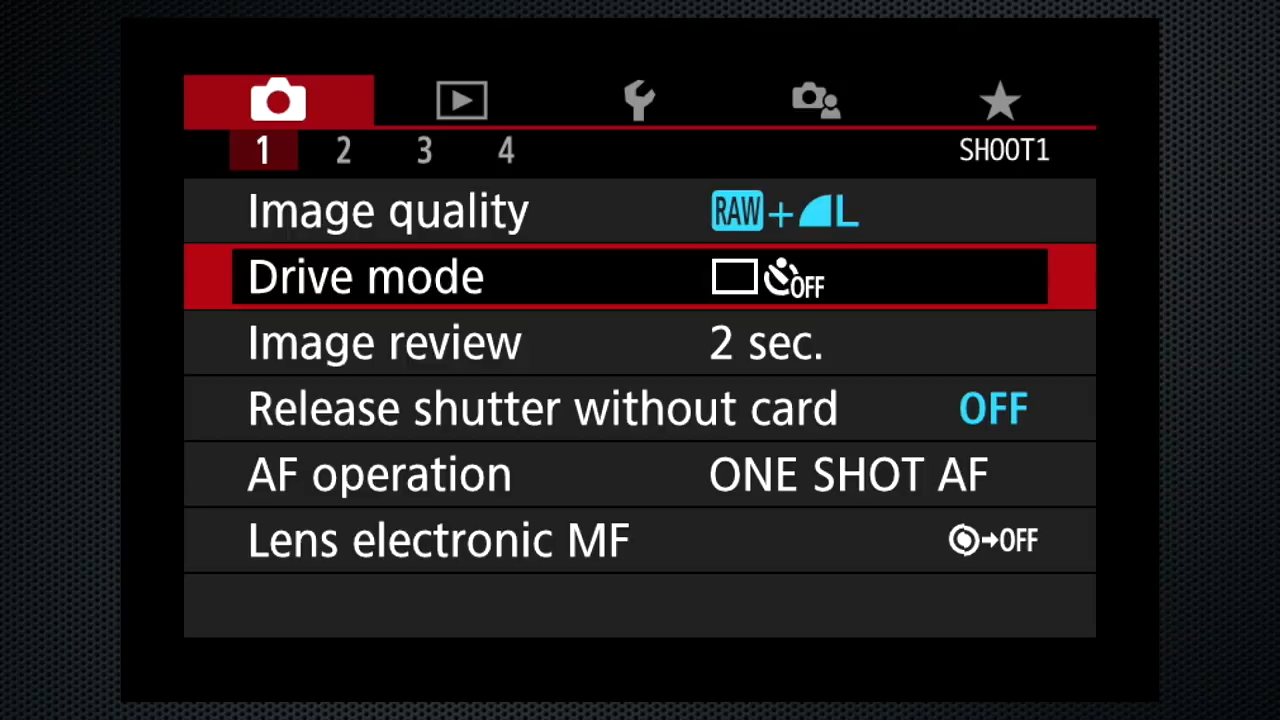 1 2 3 4 SHOOT1
Image quality RAW+L
Drive mode OFF
Image review 2 sec.
Release shutter without card OFF
AF operation ONE SHOT AF
Lens electronic MF OFF